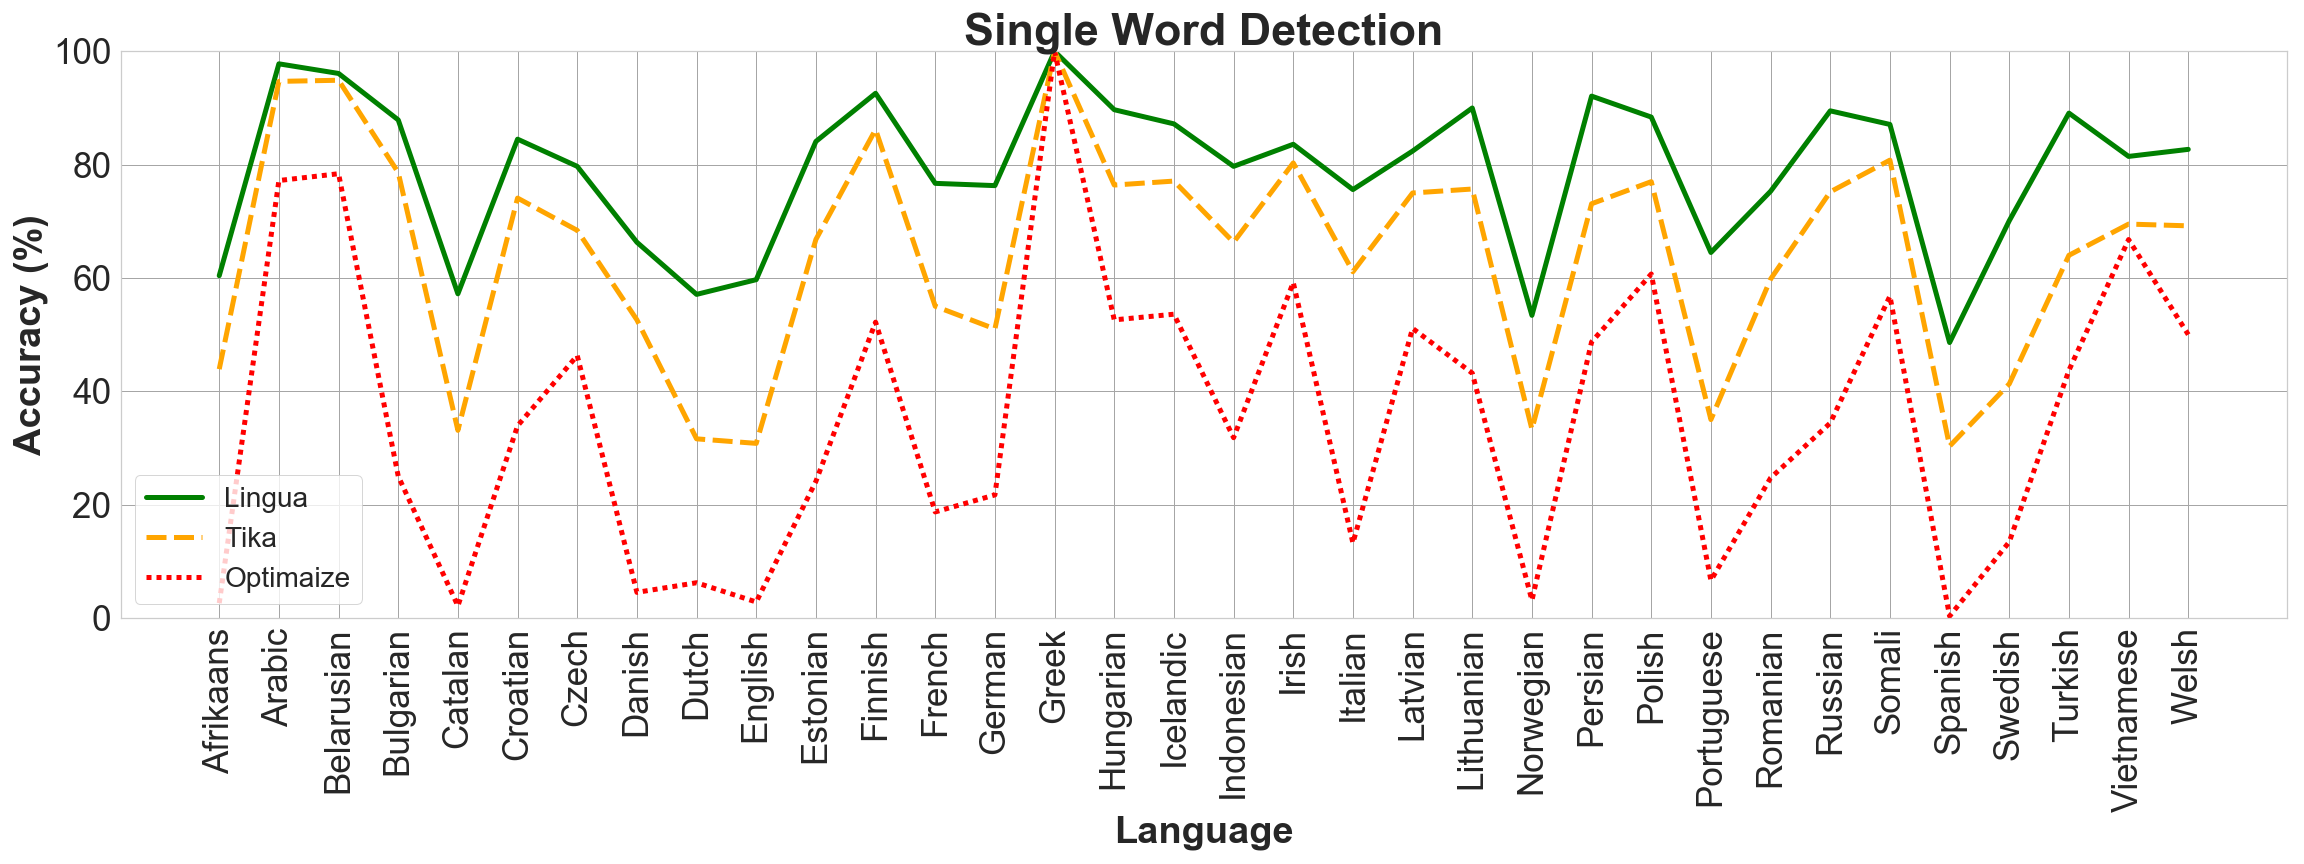 Single Word Detection
Accuracy (%)
100
80
60
40
20
0
Lingua
Tika
Optimaize
Afrikaans
Arabic
Belarusian
Bulgarian
Catalan
Croatian
Czech
Danish
Dutch
English
Estonian
Finnish
French
German
Greek
Hungarian
Icelandic
Indonesian
Irish
Italian
Latvian
Lithuanian
Norwegian
Persian
Polish
Portuguese
Romanian
Russian
Somali
Spanish
Swedish
Turkish
Vietnamese
Welsh
Language